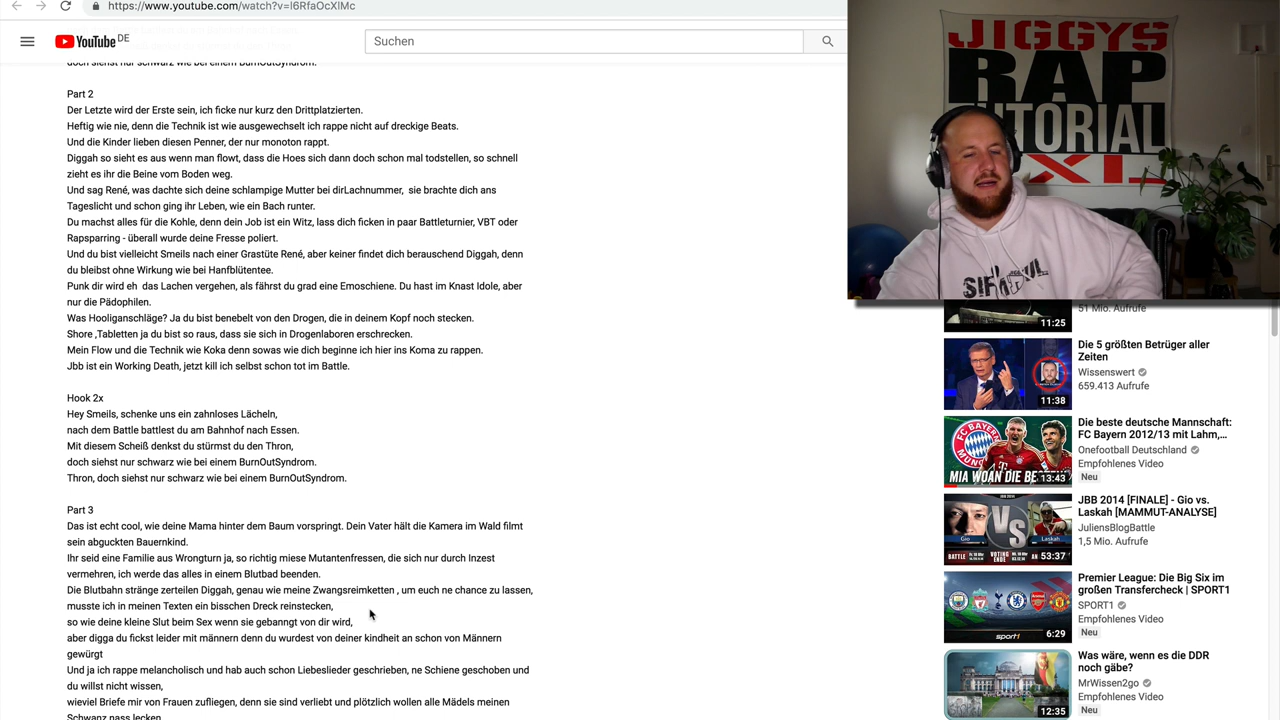 https://www.youtube.com/watch?v=I6RfaOcXlMc
YouTube DE
Suchen
doch siehst nur schwarz wie bei einem BurnOutSyndrom.
Part 2
Der Letzte wird der Erste sein, ich ficke nur kurz den Drittplatzierten.
Heftig wie nie, denn die Technik ist wie ausgewechselt ich rappe nicht auf dreckige Beats.
Und die Kinder lieben diesen Penner, der nur monoton rappt.
Diggah so sieht es aus wenn man flowt, dass die Hoes sich dann doch schon mal todstellen, so schnell
zieht es ihr die Beine vom Boden weg.
Und sag René, was dachte sich deine schlampige Mutter bei dirLachnummer, sie brachte dich ans
Tageslicht und schon ging ihr Leben, wie ein Bach runter.
Du machst alles für die Kohle, denn dein Job ist ein Witz, lass dich ficken in paar Battleturnier, VBT oder
Rapsparring - überall wurde deine Fresse poliert.
Und du bist vielleicht Smeils nach einer Grastüte René, aber keiner findet dich berauschend Diggah, denn
du bleibst ohne Wirkung wie bei Hanfblütentee.
Punk dir wird eh das Lachen vergehen, als fährst du grad eine Emoschiene. Du hast im Knast Idole, aber
nur die Pädophilen.
Was Hooliganschläge? Ja du bist benebelt von den Drogen, die in deinem Kopf noch stecken.
Shore ,Tabletten ja du bist so raus, dass sie sich in Drogenlaboren erschrecken.
Mein Flow und die Technik wie Koka denn sowas wie dich beginne ich hier ins Koma zu rappen.
Jbb ist ein Working Death, jetzt kill ich selbst schon tot im Battle.
Hook 2x
Hey Smeils, schenke uns ein zahnloses Lächeln,
nach dem Battle battlest du am Bahnhof nach Essen.
Mit diesem Scheiß denkst du stürmst du den Thron,
doch siehst nur schwarz wie bei einem BurnOutSyndrom.
Thron, doch siehst nur schwarz wie bei einem BurnOutSyndrom.
Part 3
Das ist echt cool, wie deine Mama hinter dem Baum vorspringt. Dein Vater hält die Kamera im Wald filmt
sein abguckten Bauernkind.
Ihr seid eine Familie aus Wrongturn ja, so richtig miese Mutantenfressen, die sich nur durch Inzest
vermehren, ich werde das alles in einem Blutbad beenden.
Die Blutbahn stränge zerteilen Diggah, genau wie meine Zwangsreimketten , um euch ne chance zu lassen,
musste ich in meinen Texten ein bisschen Dreck reinstecken,
so wie deine kleine Slut beim Sex wenn sie gebanngt von dir wird,
aber digga du fickst leider mit männern denn du wurdest von deiner kindheit an schon von Männern
gewürgt
Und ja ich rappe melancholisch und hab auch schon Liebeslieder geschrieben, ne Schiene geschoben und
du willst nicht wissen,
wieviel Briefe mir von Frauen zufliegen, denn sie sind verliebt und plötzlich wollen alle Mädels meinen
Schwanz nass lecken
JIGGYS
RAP
TUTORIAL
XL
51 Mio. Aufrufe
11:25
Die 5 größten Betrüger aller
Zeiten
Wissenswert
659.413 Aufrufe
11:38
Die beste deutsche Mannschaft:
FC Bayern 2012/13 mit Lahm,...
Onefootball Deutschland
Empfohlenes Video
Neu
MIA WOAN DIE BES
13:43
JBB 2014 [FINALE] - Gio vs.
Laskah [MAMMUT-ANALYSE]
JuliensBlogBattle
1,5 Mio. Aufrufe
VS
Gio
Laskah
BATTLE
VOTING
ENDE
53:37
Premier League: Die Big Six im
großen Transfercheck | SPORT1
SPORT1
Empfohlenes Video
Neu
sport1
6:29
Was wäre, wenn es die DDR
noch gäbe?
MrWissen2go
Empfohlenes Video
Neu
12:35